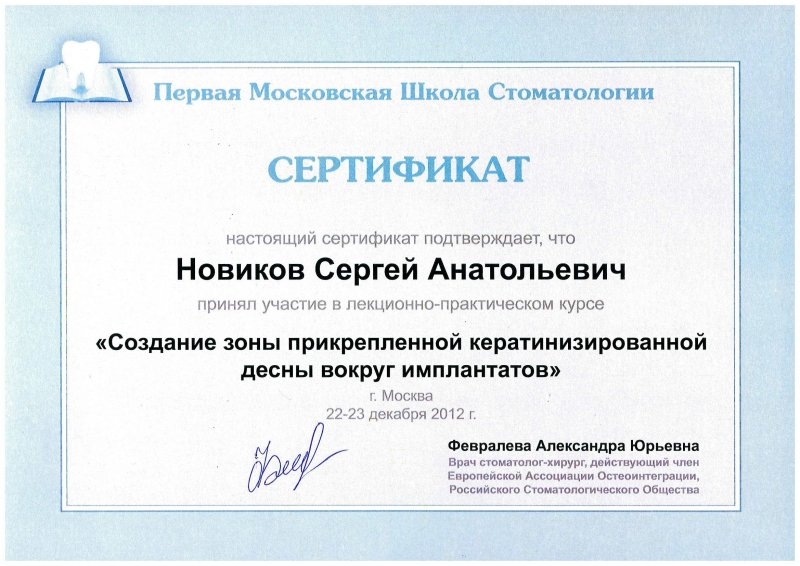 Первая Московская Школа Стоматологии
СЕРТИФИКАТ
настоящий сертификат подтверждает, что
Новиков Сергей Анатольевич
принял участие в лекционно-практическом курсе
«Создание зоны прикрепленной кератинизированной
десны вокруг имплантатов»
г. Москва
22-23 декабря 2012 г.
Февралева Александра Юрьевна
Врач стоматолог-хирург, действующий член
Европейской Ассоциации Остеоинтеграции,
Российского Стоматологического Общества